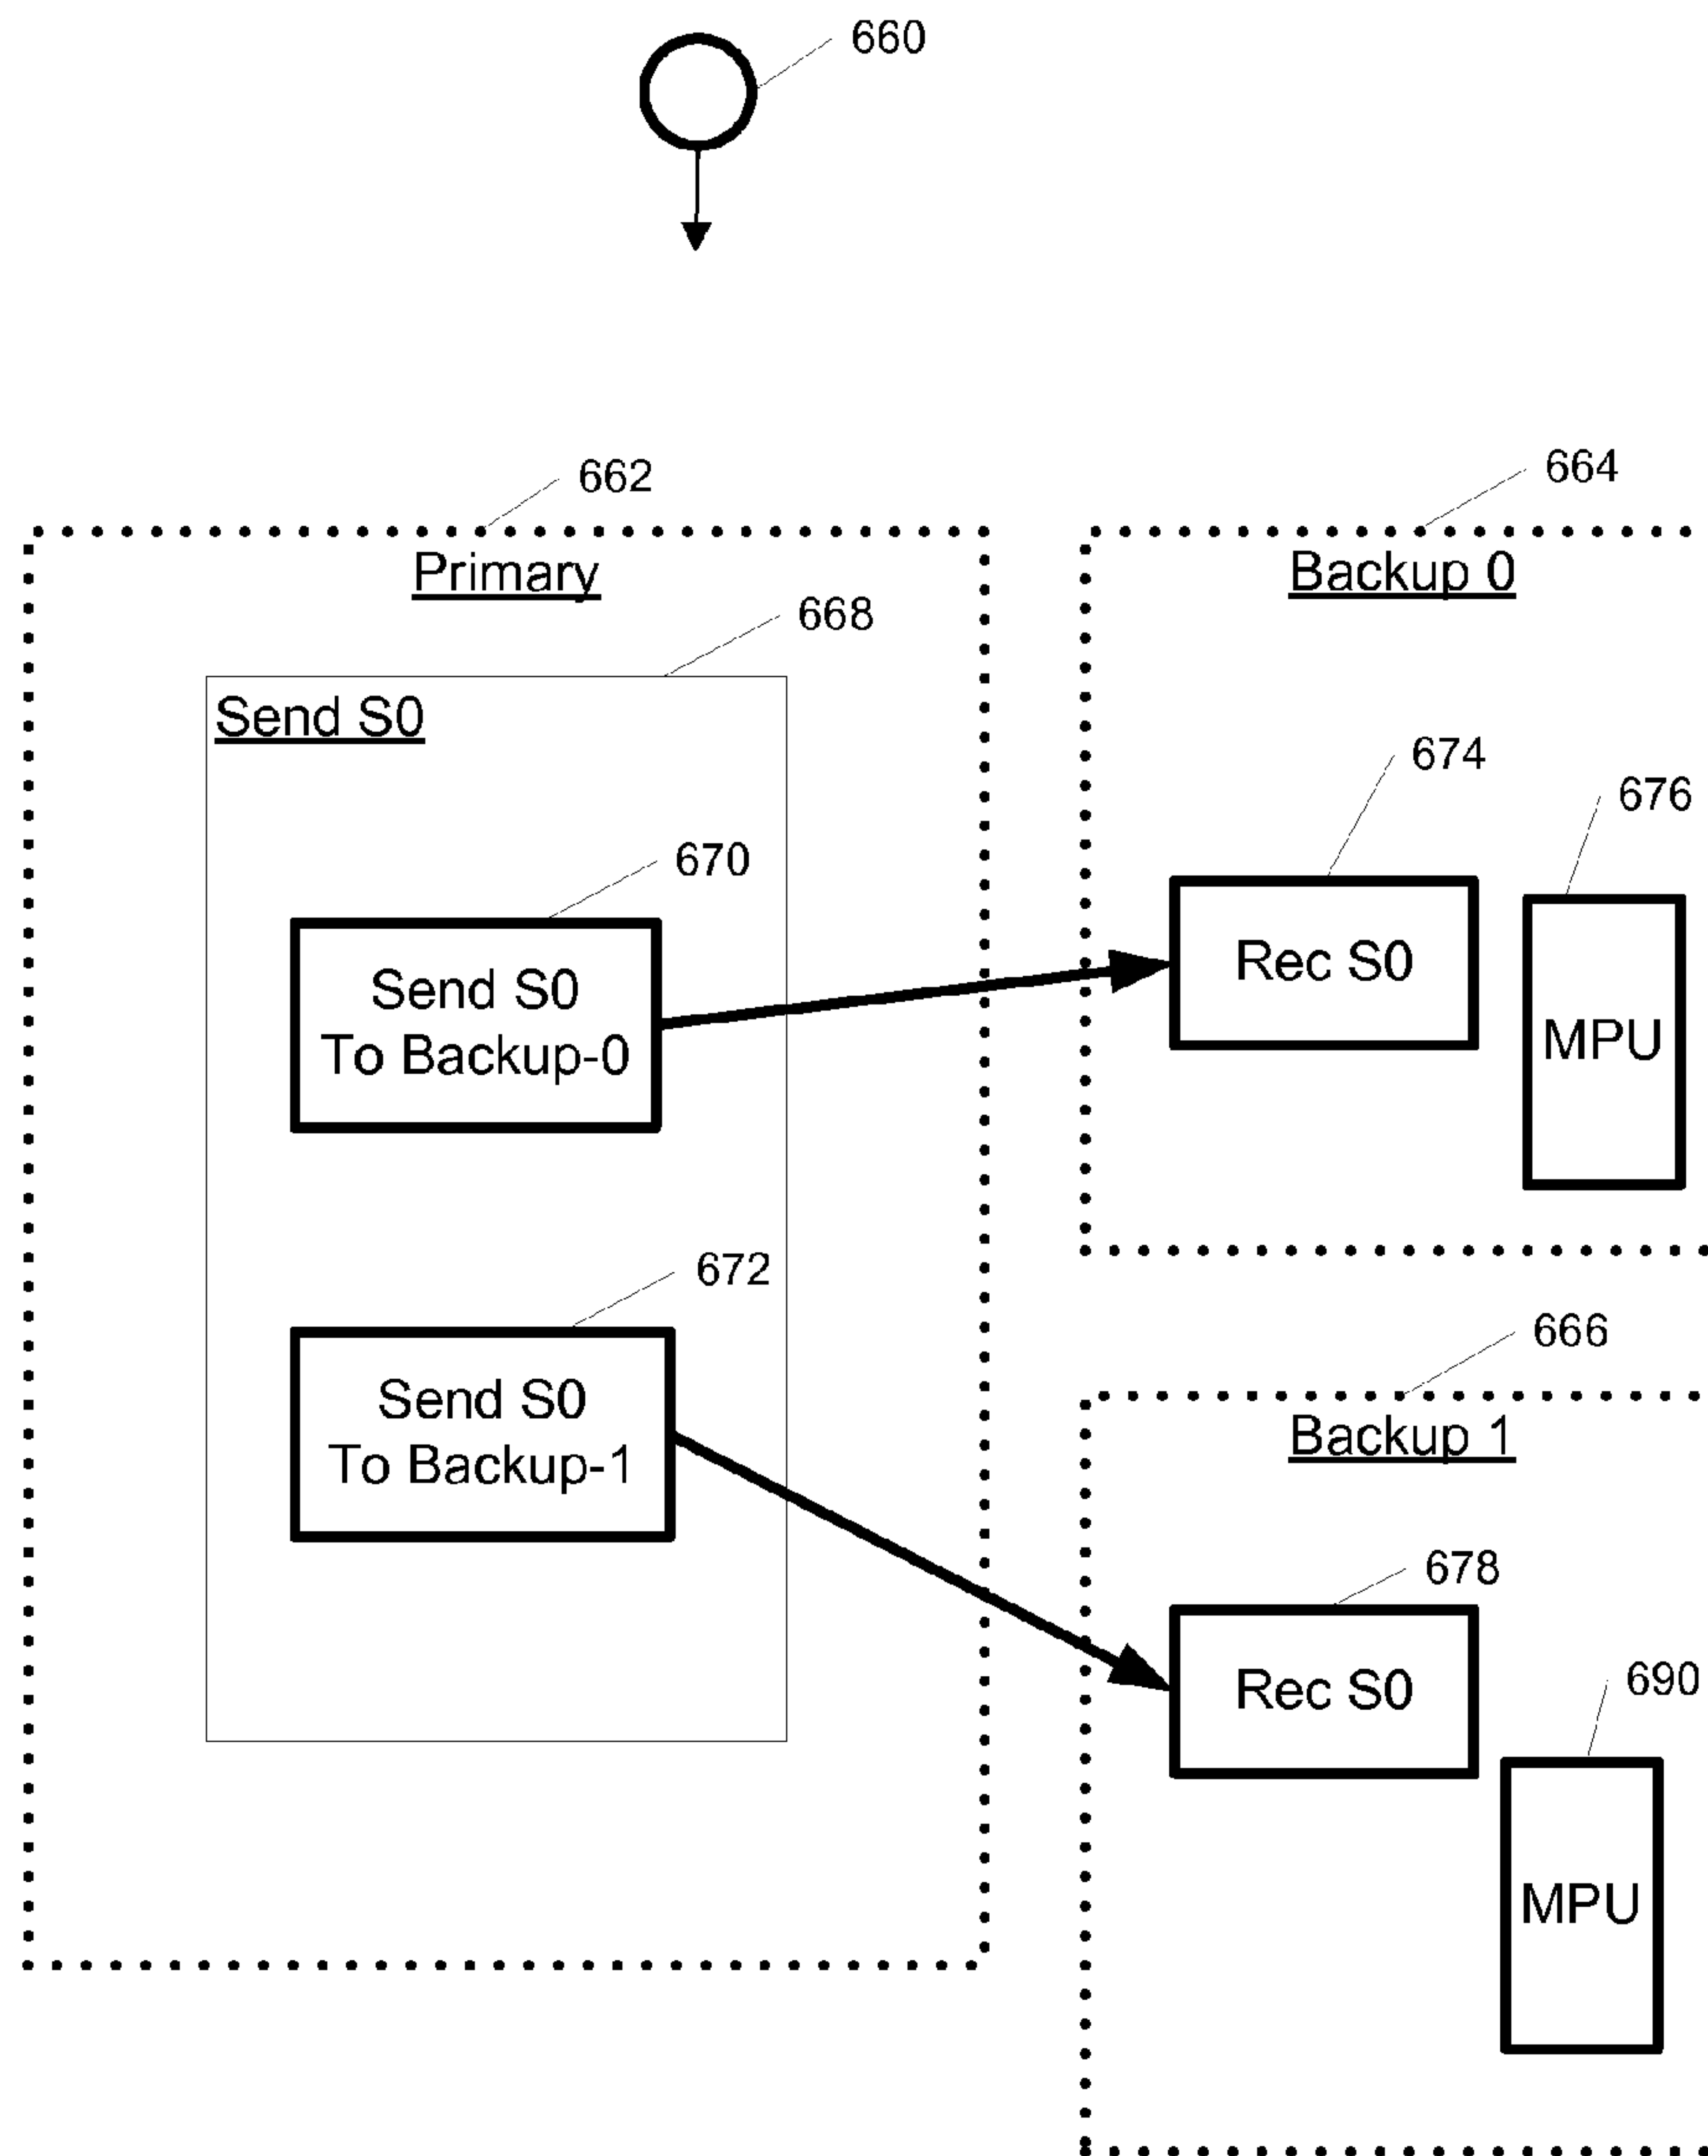 660
662
664
Primary
Backup 0
668
Send S0
674
676
670
Rec S0
Send S0
To Backup-0
MPU
672
666
Send S0
To Backup-1
Backup 1
678
Rec S0
690
MPU